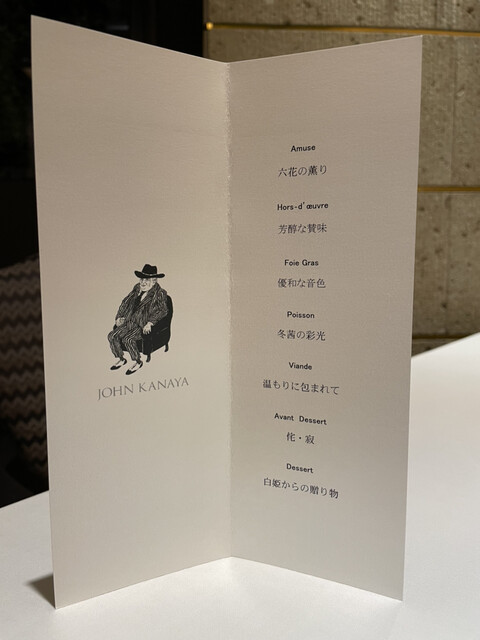 JOHN KANAYA
Amuse
六花の薫り
Hors-d'œuvre
芳醇な賛味
Foie Gras
優和な音色
Poisson
冬茜の彩光
Viande
温もりに包まれて
Avant Dessert
侘・寂
Dessert
白姫からの贈り物